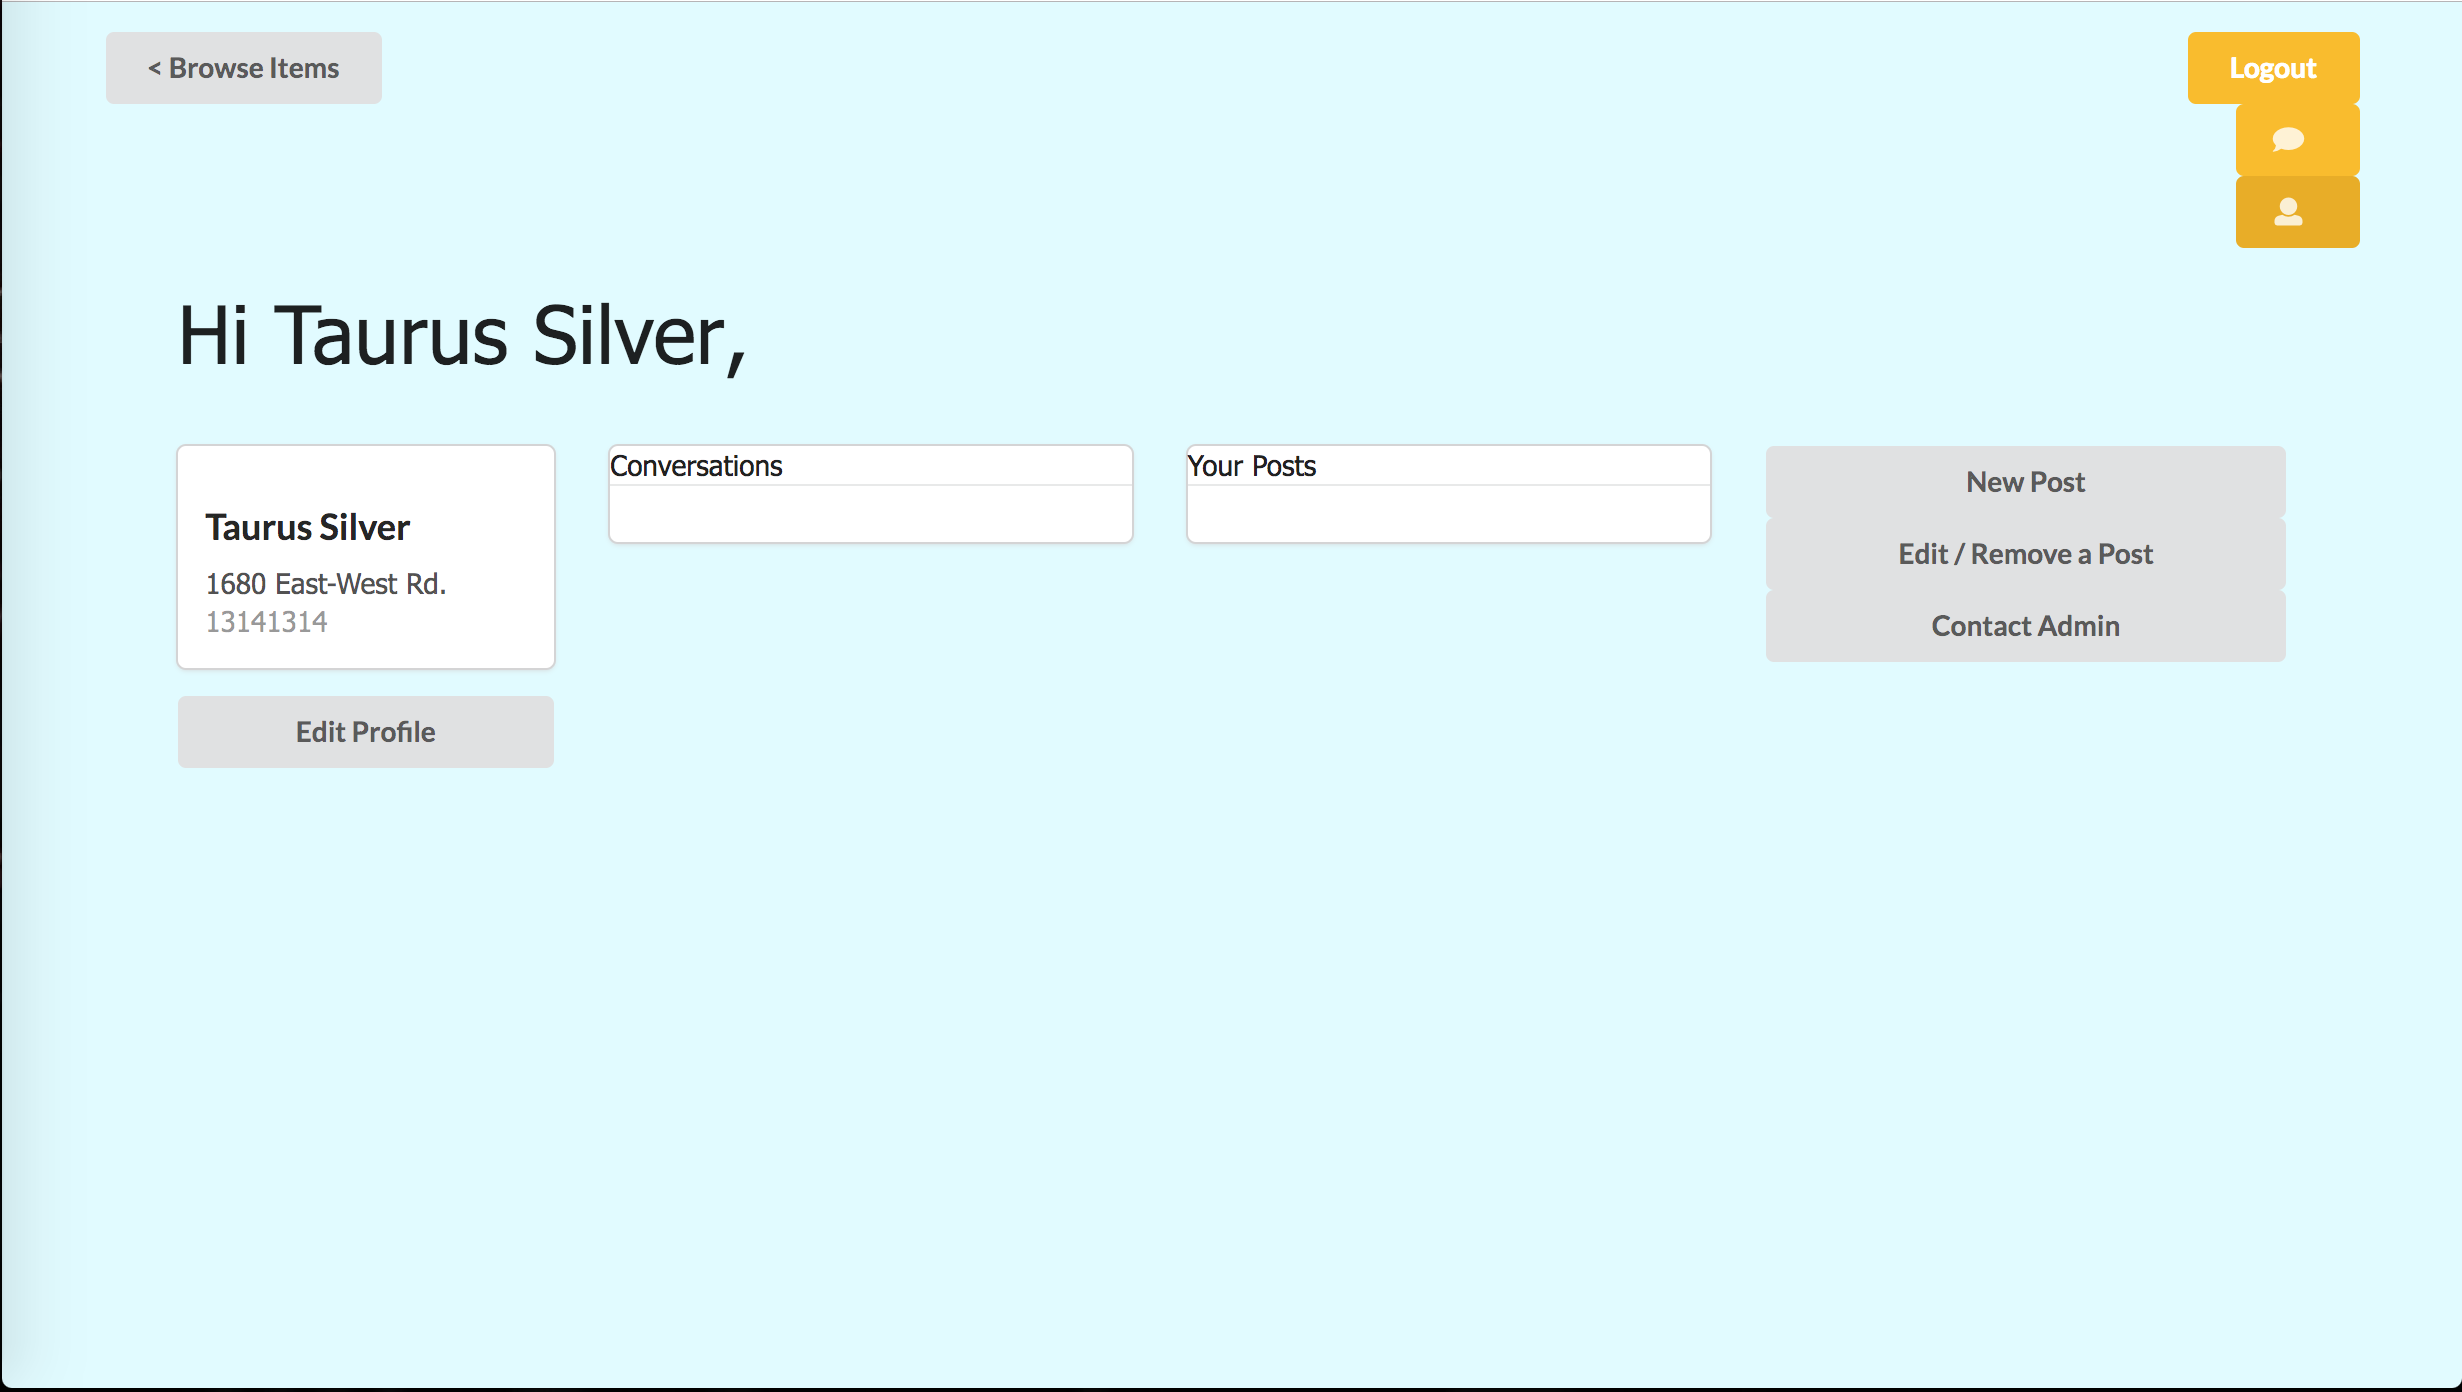 < Browse Items
Logout
Hi Taurus Silver,
Taurus Silver
1680 East-West Rd.
13141314
Edit Profile
Conversations
Your Posts
New Post
Edit / Remove a Post
Contact Admin